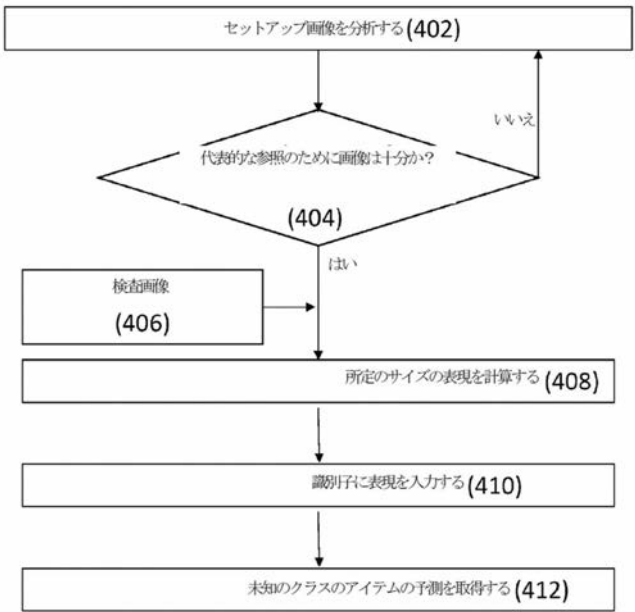 セットアップ画像を分析する (402)
いいえ
代表的な参照のために画像は十分か？
(404)
はい
検査画像
(406)
所定のサイズの表現を計算する (408)
識別子に表現を入力する (410)
未知のクラスのアイテムの予測を取得する (412)